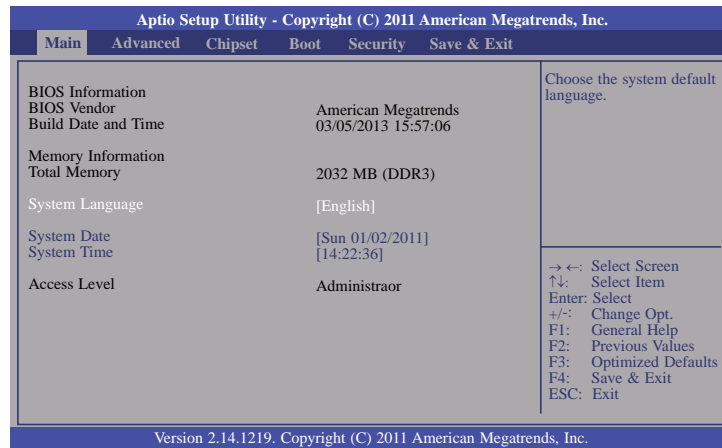 Aptio Setup Utility - Copyright (C) 2011 American Megatrends, Inc.
Main Advanced Chipset Boot Security Save & Exit
BIOS Information
BIOS Vendor American Megatrends
Build Date and Time 03/05/2013 15:57:06
Memory Information
Total Memory 2032 MB (DDR3)
System Language [English]
System Date [Sun 01/02/2011]
System Time [14:22:36]
Access Level Administraor
Choose the system default
language.
→ ←: Select Screen
↑↓: Select Item
Enter: Select
+/-: Change Opt.
F1: General Help
F2: Previous Values
F3: Optimized Defaults
F4: Save & Exit
ESC: Exit
Version 2.14.1219. Copyright (C) 2011 American Megatrends, Inc.